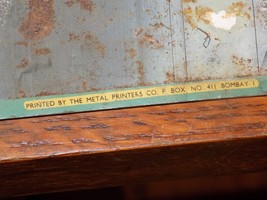 PRINTED BY THE METAL PRINTERS CO. P. BOX. NO. 411 BOMBAY. 1